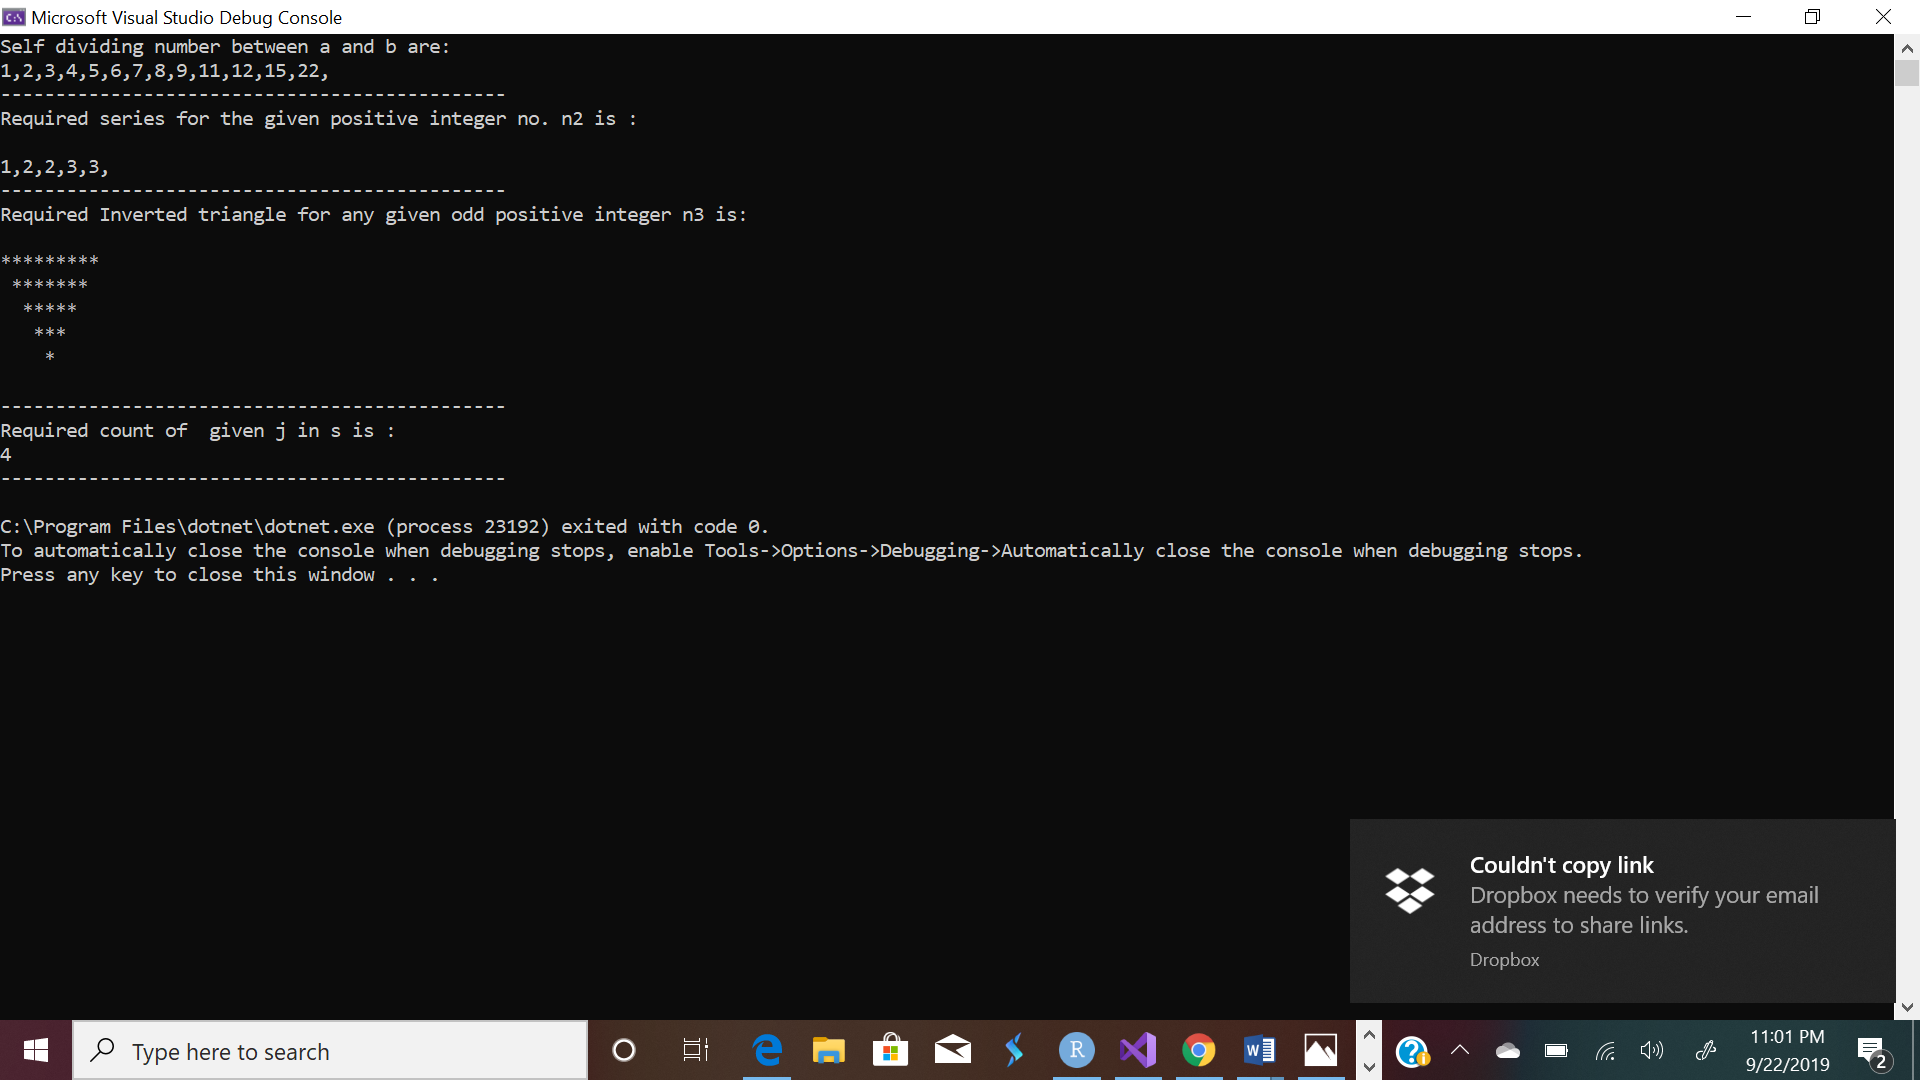 Microsoft Visual Studio Debug Console
Self dividing number between a and b are:
1,2,3,4,5,6,7,8,9,11,12,15,22,
----------------------------------------------
Required series for the given positive integer no. n2 is :
1,2,2,3,3,
----------------------------------------------
Required Inverted triangle for any given odd positive integer n3 is:
*********
 *******
  *****
   ***
    *
----------------------------------------------
Required count of  given j in s is :
4
----------------------------------------------
C:\Program Files\dotnet\dotnet.exe (process 23192) exited with code 0.
To automatically close the console when debugging stops, enable Tools->Options->Debugging->Automatically close the console when debugging stops.
Press any key to close this window . . .
Couldn't copy link
Dropbox needs to verify your email
address to share links.
Dropbox
Type here to search
R
W
11:01 PM
9/22/2019
2